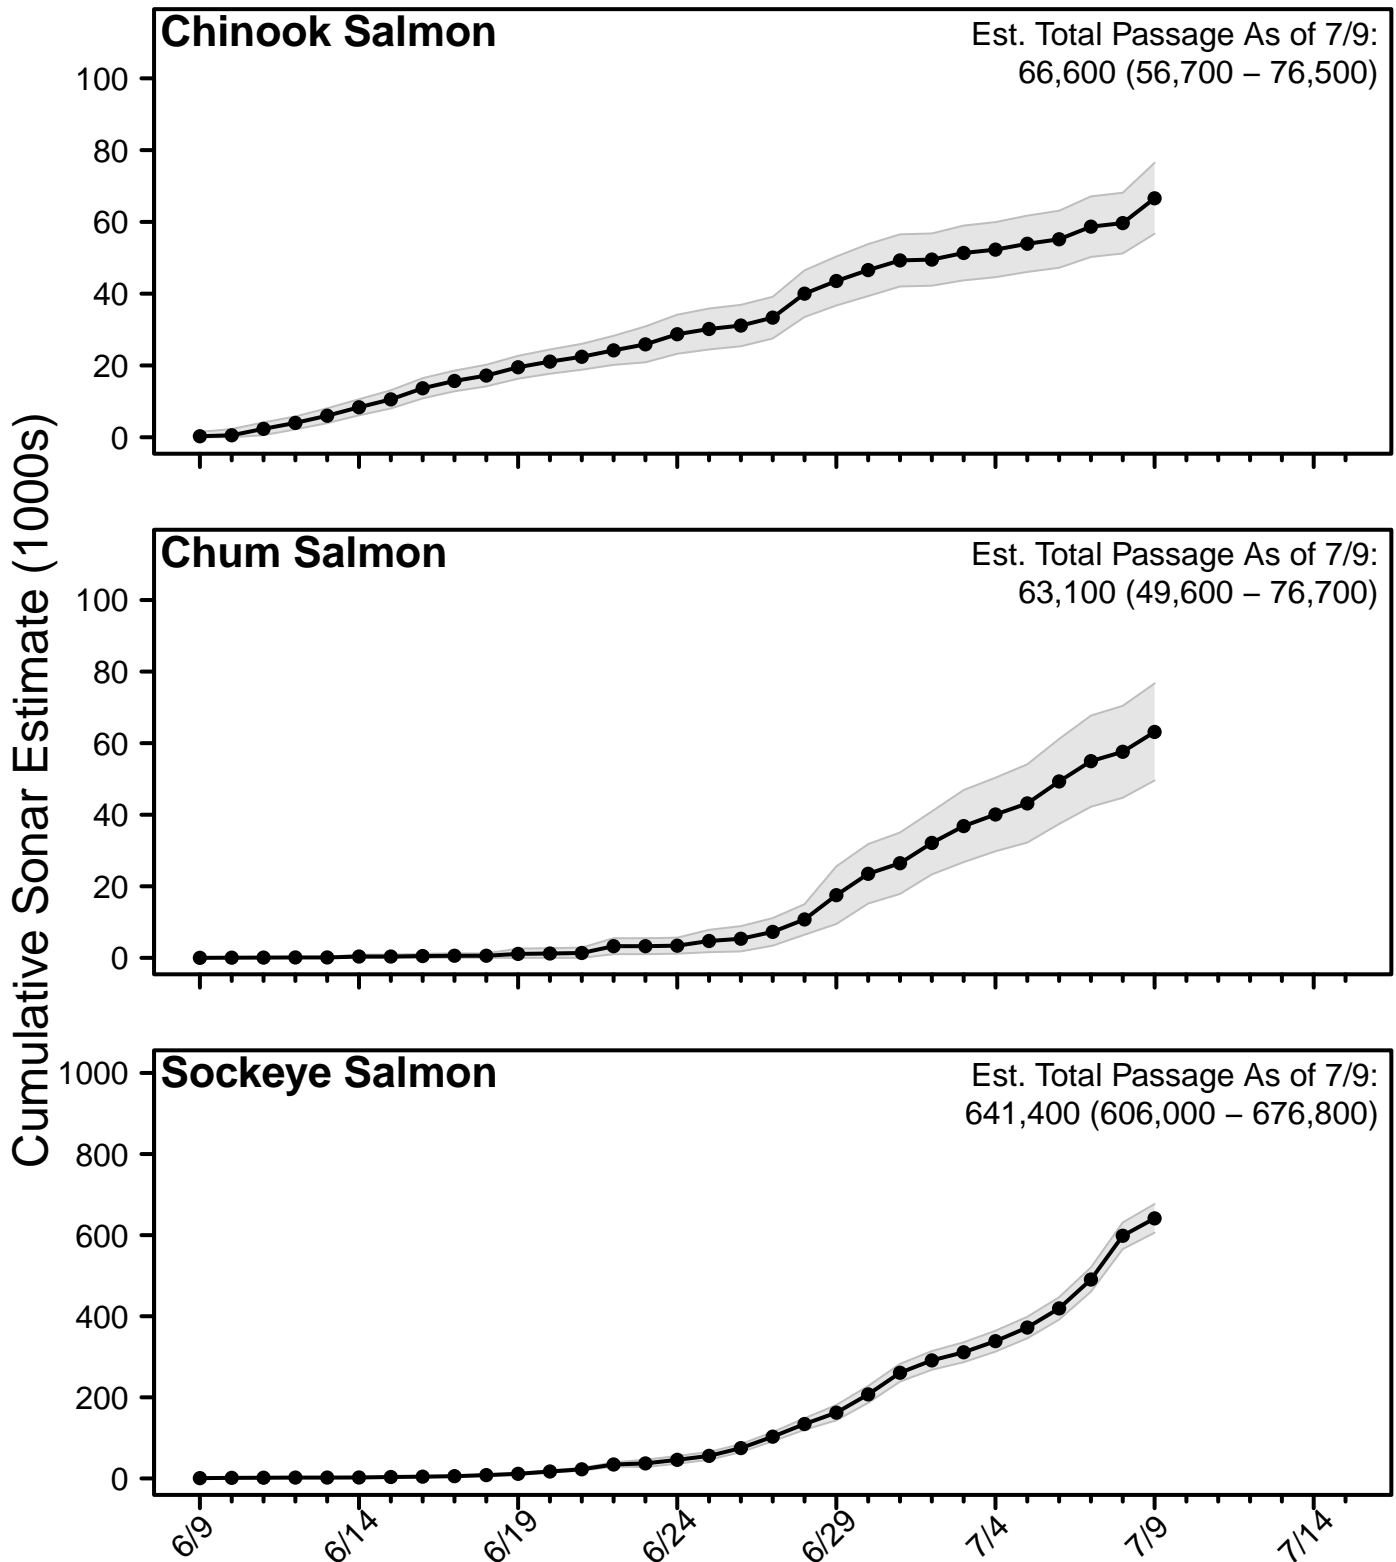 Chinook Salmon
Est. Total Passage As of 7/9:
66,600 (56,700 – 76,500)
100
80
60
40
20
0
Cumulative Sonar Estimate (1000s)
Chum Salmon
Est. Total Passage As of 7/9:
63,100 (49,600 – 76,700)
100
80
60
40
20
0
Sockeye Salmon
Est. Total Passage As of 7/9:
641,400 (606,000 – 676,800)
1000
800
600
400
200
0
6/9 6/14 6/19 6/24 6/29 7/4 7/9 7/14